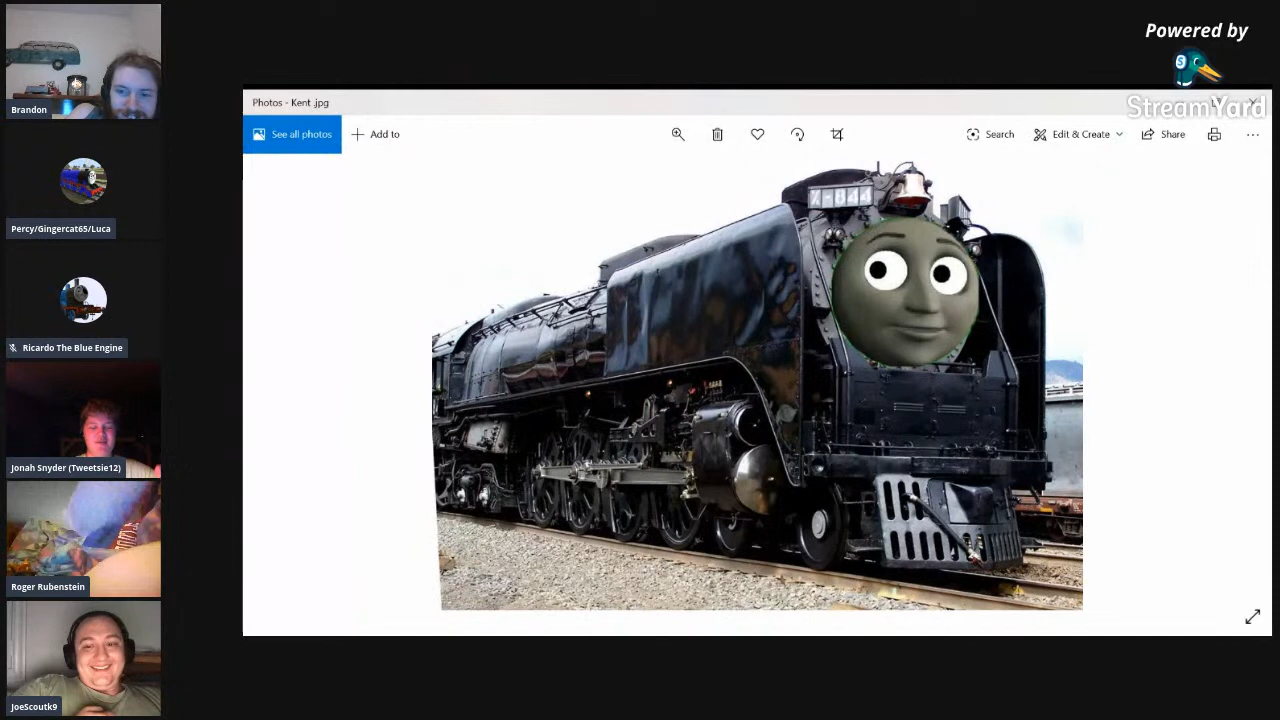 Brandon
Percy/Gingercat65/Luca
Ricardo The Blue Engine
Jonah Snyder (Tweetsie12)
Roger Rubenstein
JoeScoutk9
Powered by
S
StreamYard
Photos - Kent .jpg
See all photos
Add to
Search
Edit & Create
Share
X-844